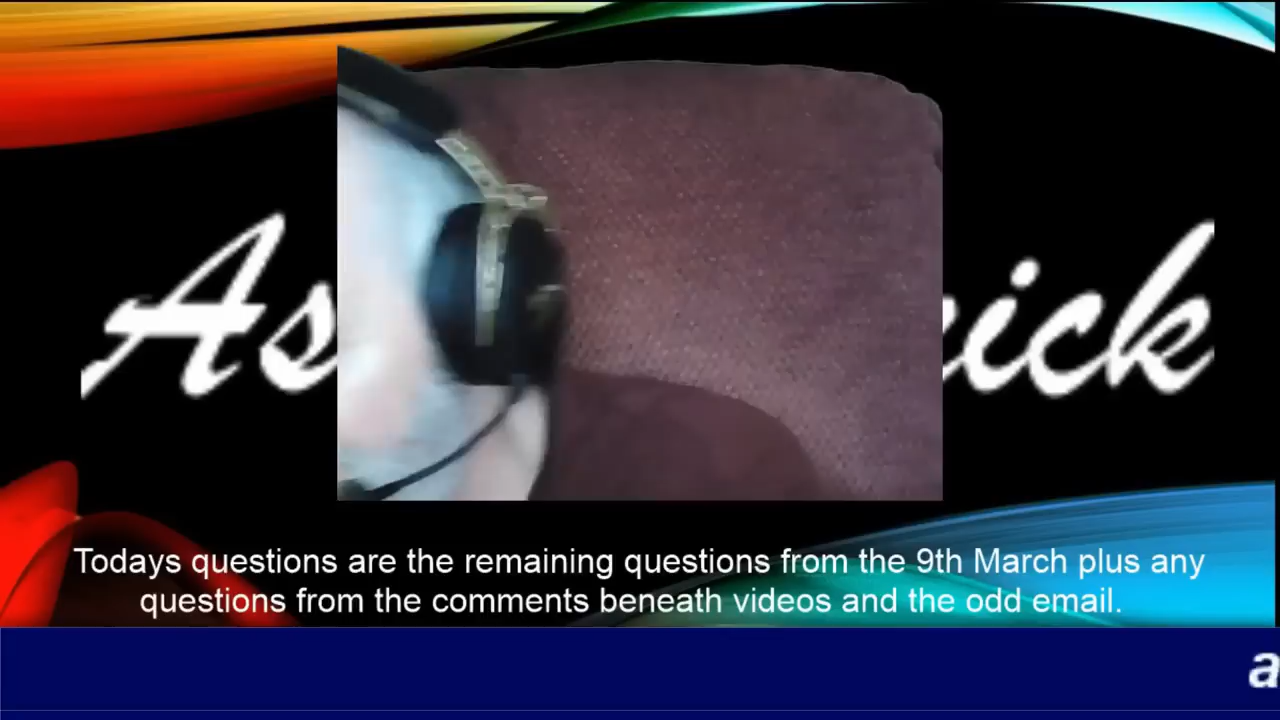 As ick
Todays questions are the remaining questions from the 9th March plus any
questions from the comments beneath videos and the odd email.
a